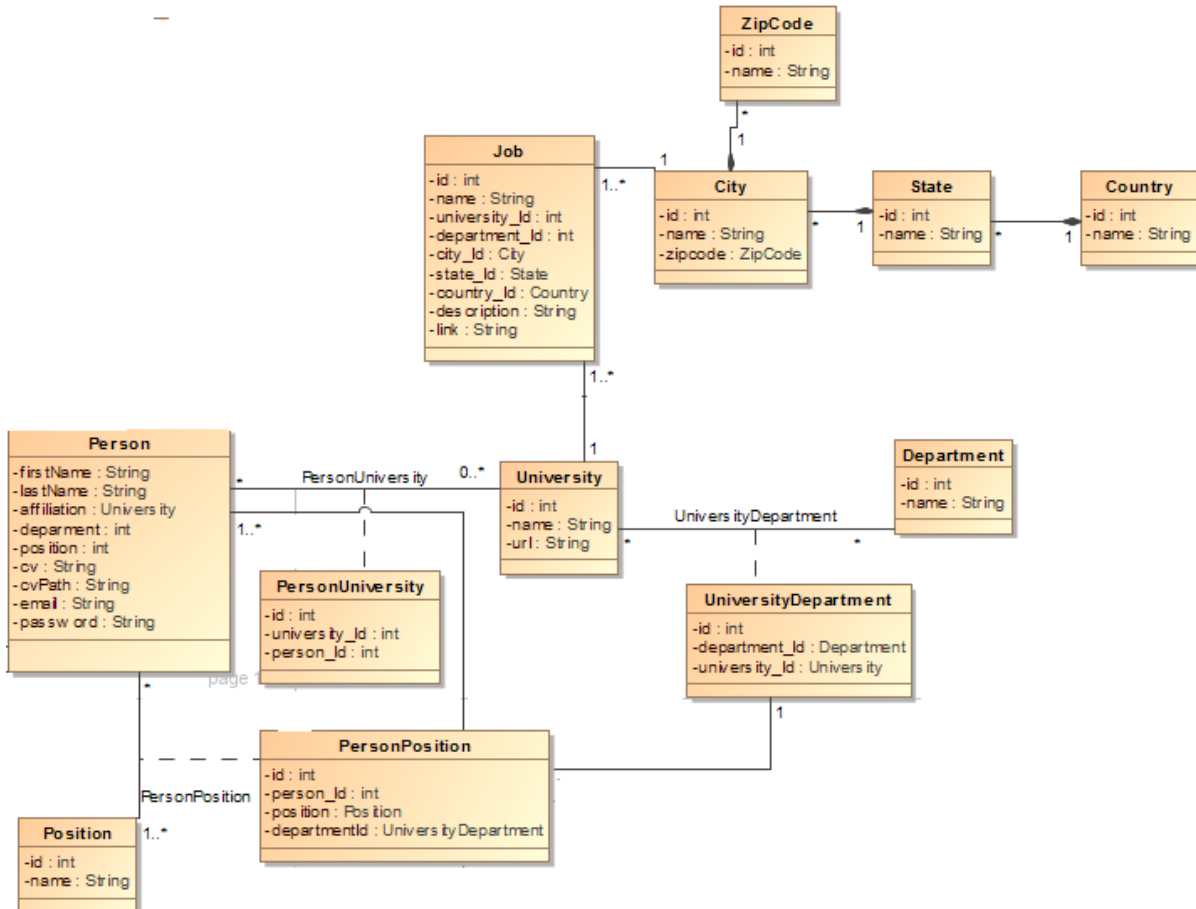 ZipCode
-id : int
-name : String
*
1
Job
-id : int
-name : String
-university_Id : int
-department_Id : int
-city_Id : City
-state_Id : State
-country_Id : Country
-description : String
-link : String
1..*
1
City
-id : int
-name : String
-zipcode : ZipCode
*
1
State
-id : int
-name : String
*
1
Country
-id : int
-name : String
1..*
1
Person
-firstName : String
-lastName : String
-affiliation : University
-deparment : int
-position : int
-cv : String
-cvPath : String
-email : String
-password : String
*
PersonUniversity
0..*
1..*
University
-id : int
-name : String
-url : String
*
UniversityDepartment
*
Department
-id : int
-name : String
PersonUniversity
-id : int
-university_Id : int
-person_Id : int
UniversityDepartment
-id : int
-department_Id : Department
-university_Id : University
page 1
*
1
PersonPosition
-id : int
-person_Id : int
-position : Position
-departmentId : UniversityDepartment
PersonPosition
1..*
Position
-id : int
-name : String